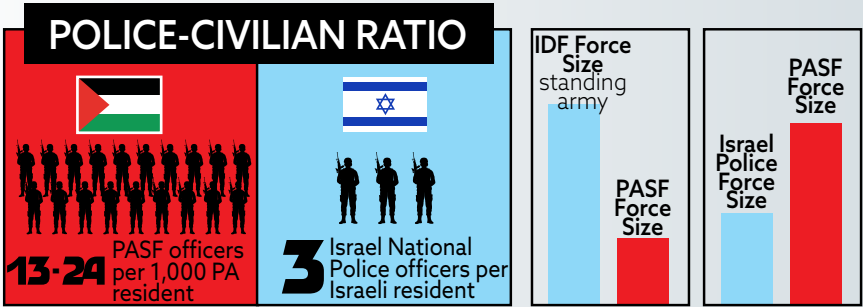 POLICE-CIVILIAN RATIO
13-24
PASF officers
per 1,000 PA
resident
3
Israel National
Police officers per
Israeli resident
IDF Force
Size
standing
army
PASF
Force
Size
Israel
Police
Force
Size
PASF
Force
Size